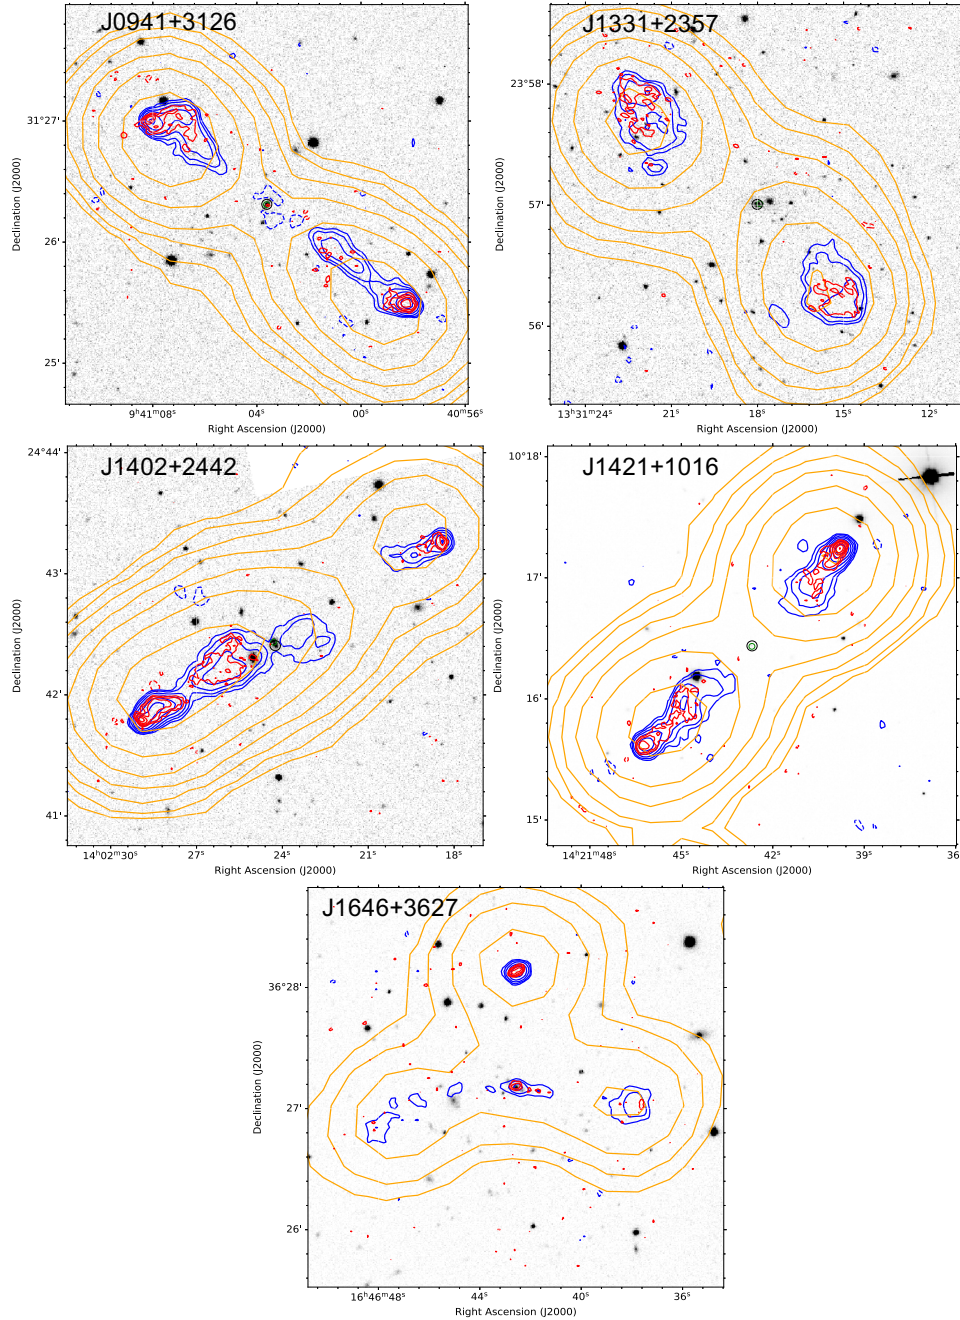 J0941+3126
31°27'
26'
25'
Declination (J2000)
9ʰ41ᵐ08ˢ 04ˢ 00ˢ 40ᵐ56ˢ
Right Ascension (J2000)
J1331+2357
23°58'
57'
56'
Declination (J2000)
13ʰ31ᵐ24ˢ 21ˢ 18ˢ 15ˢ 12ˢ
Right Ascension (J2000)
J1402+2442
24°44'
43'
42'
41'
Declination (J2000)
14ʰ02ᵐ30ˢ 27ˢ 24ˢ 21ˢ 18ˢ
Right Ascension (J2000)
J1421+1016
10°18'
17'
16'
15'
Declination (J2000)
14ʰ21ᵐ48ˢ 45ˢ 42ˢ 39ˢ 36
Right Ascension (J2000)
J1646+3627
36°28'
27'
26'
Declination (J2000)
16ʰ46ᵐ48ˢ 44ˢ 40ˢ 36ˢ
Right Ascension (J2000)